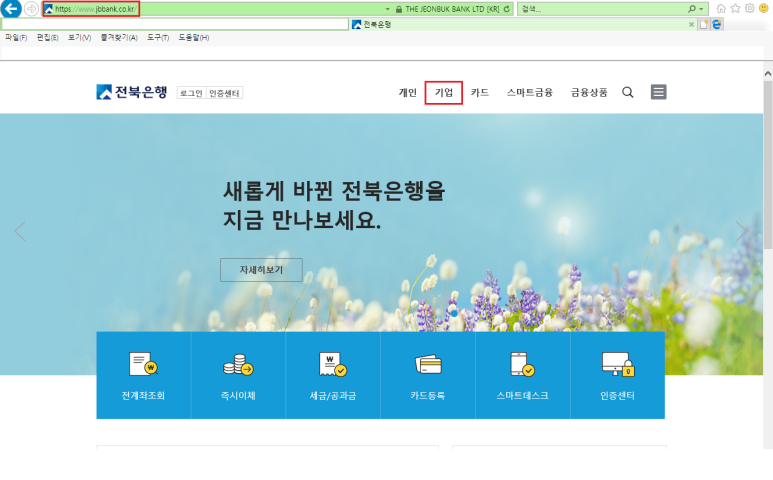 https://www.jbbank.co.kr/
THE JEONBUK BANK LTD [KR]
검색...
전북은행
파일(F) 편집(E) 보기(V) 즐겨찾기(A) 도구(T) 도움말(H)
전북은행 로그인 인증센터 개인 기업 카드 스마트금융 금융상품
새롭게 바뀐 전북은행을
지금 만나보세요.
자세히보기
전계좌조회 즉시이체 세금/공과금 카드등록 스마트데스크 인증센터